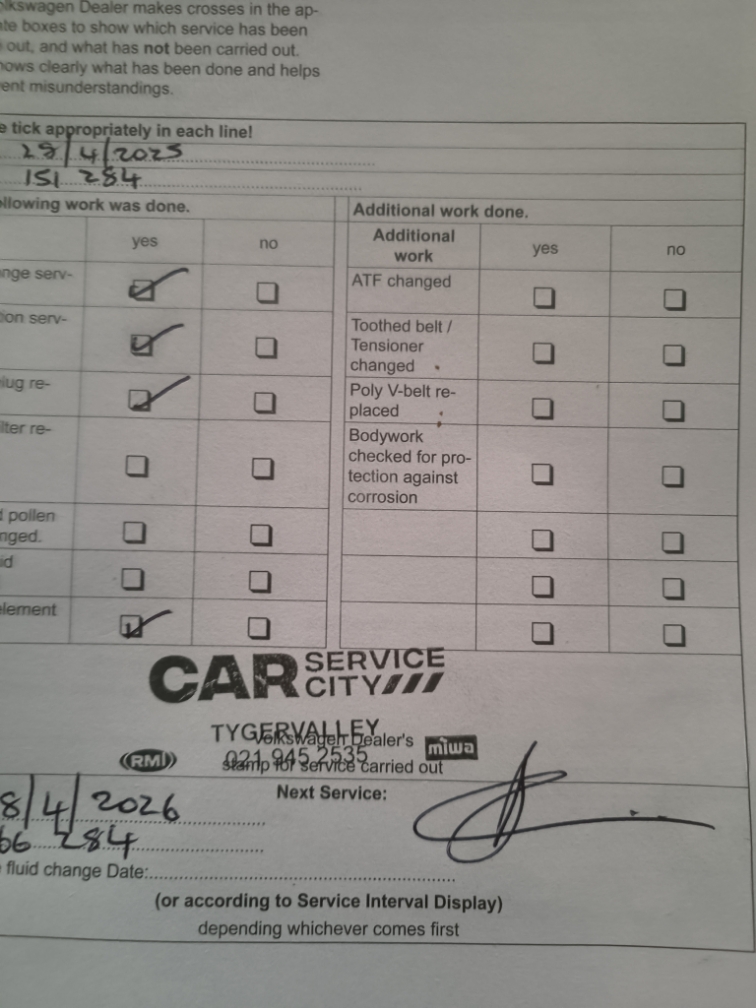 olkswagen Dealer makes crosses in the ap-
te boxes to show which service has been
out, and what has not been carried out.
ows clearly what has been done and helps
ent misunderstandings.
e tick appropriately in each line!
28/4/2025
151 284
ollowing work was done.
Additional work done.
yes
no
Additional
work
yes
no
nge serv-
ATF changed
ion serv-
Toothed belt /
Tensioner
changed
lug re-
Poly V-belt re-
placed
lter re-
Bodywork
checked for pro-
tection against
corrosion
pollen
nged.
id
element
CAR SERVICE
CITY
TYGERVALLEY
Volkswagen Dealer's
RMI
021 945 2535
miwa
stamp for service carried out
8/4/2026
Next Service:
66 284
fluid change Date:
(or according to Service Interval Display)
depending whichever comes first